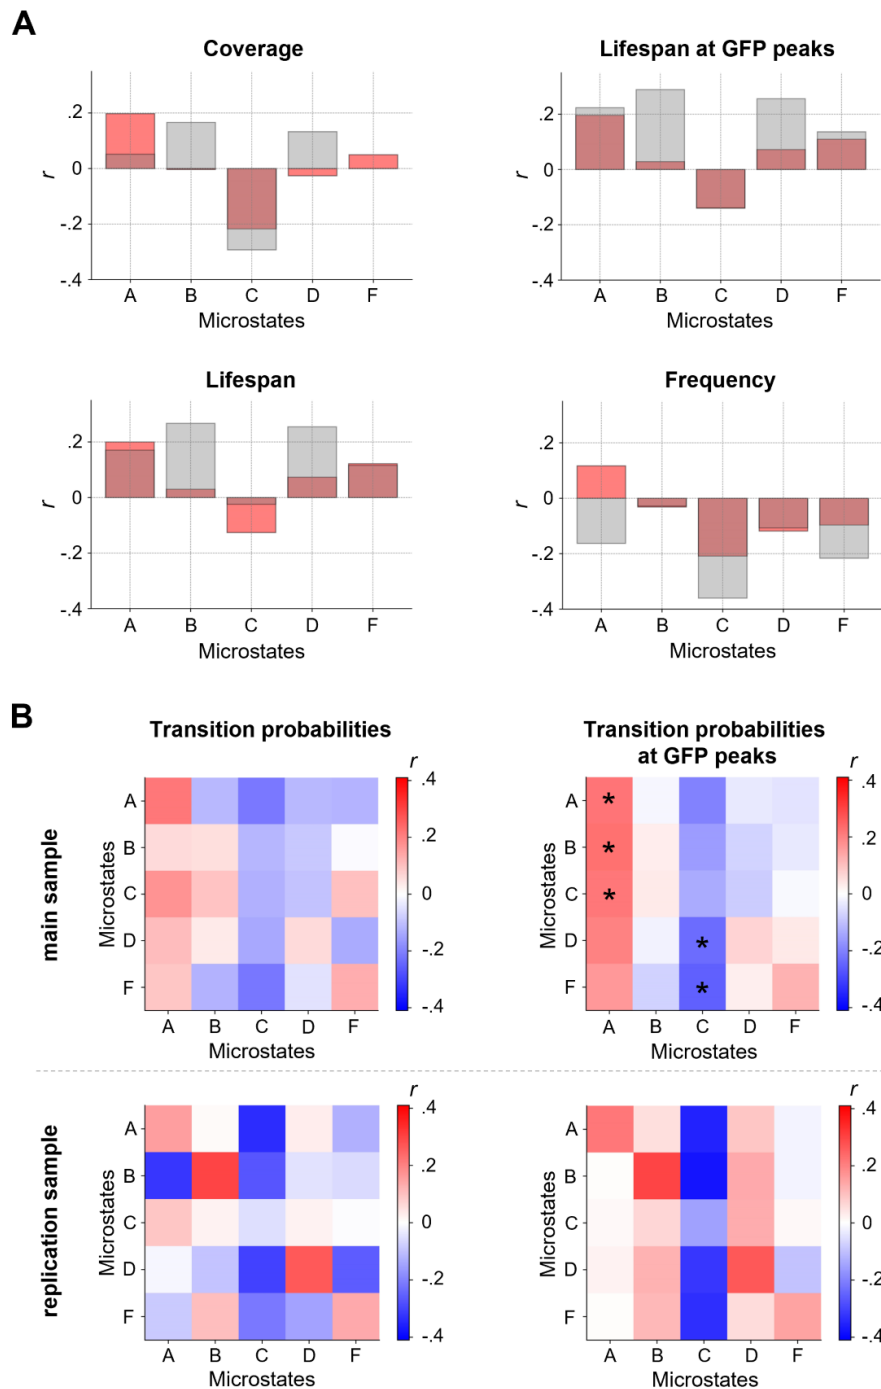 A
Coverage
.2
0
-.2
-.4
r
A B C D F
Microstates
Lifespan at GFP peaks
.2
0
-.2
-.4
r
A B C D F
Microstates
Lifespan
.2
0
-.2
-.4
r
A B C D F
Microstates
Frequency
.2
0
-.2
-.4
r
A B C D F
Microstates
B
Transition probabilities
Transition probabilities
at GFP peaks
main sample
Microstates
A
B
C
D
F
A B C D F
Microstates
r
.4
.2
0
-.2
-.4
Microstates
A
*
B
*
C
*
D
*
F
*
A B C D F
Microstates
r
.4
.2
0
-.2
-.4
replication sample
Microstates
A
B
C
D
F
A B C D F
Microstates
r
.4
.2
0
-.2
-.4
Microstates
A
B
C
D
F
A B C D F
Microstates
r
.4
.2
0
-.2
-.4